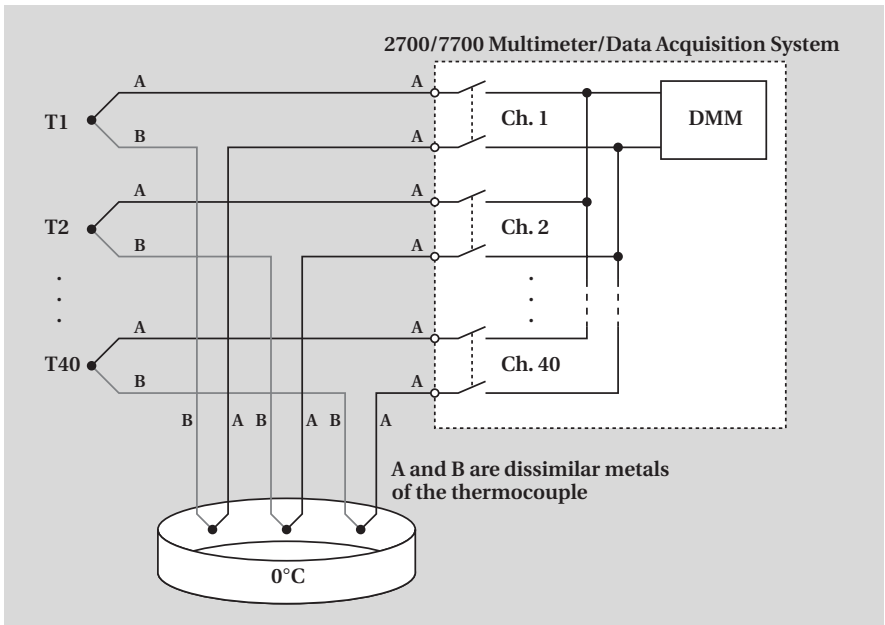 2700/7700 Multimeter/Data Acquisition System
A
A
T1
Ch. 1
DMM
B
A
A
A
T2
Ch. 2
B
A
A
A
T40
Ch. 40
B
A
B
A
B
A
B
A
A and B are dissimilar metals
of the thermocouple
0°C